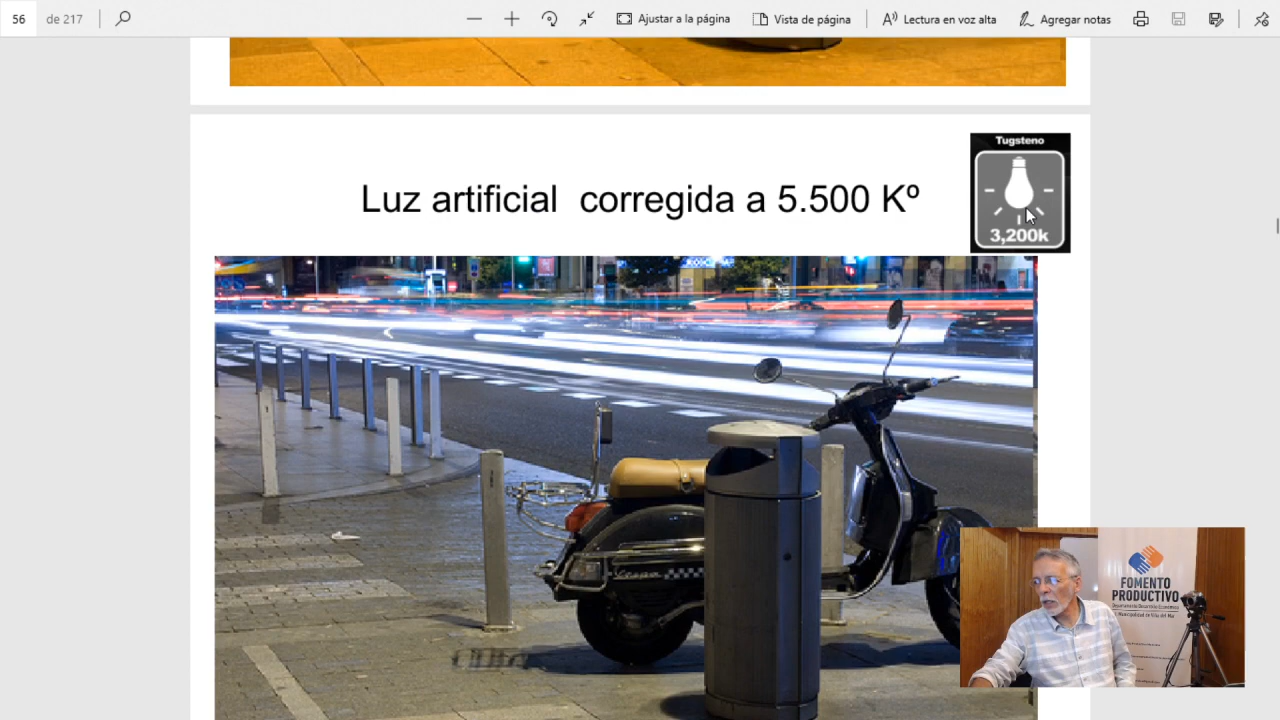 56 de 217 Ajustar a la página Vista de página Lectura en voz alta Agregar notas
Tugsteno
Luz artificial corregida a 5.500 Kº
3,200k
FOMENTO
PRODUCTIVO